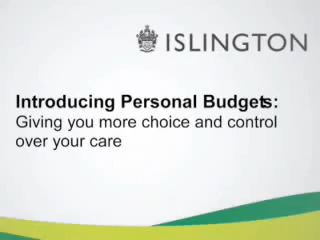 ISLINGTON
Introducing Personal Budgets:
Giving you more choice and control
over your care